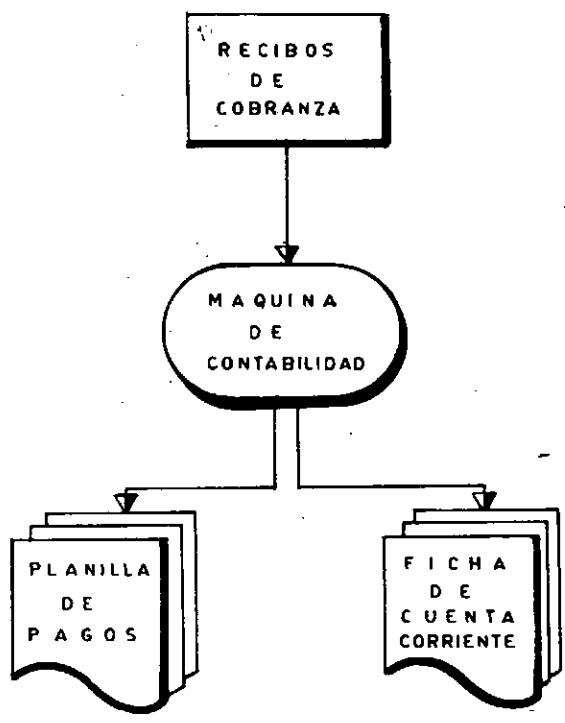 RECIBOS
DE
COBRANZA
MAQUINA
DE
CONTABILIDAD
PLANILLA
DE
PAGOS
FICHA
DE
CUENTA
CORRIENTE